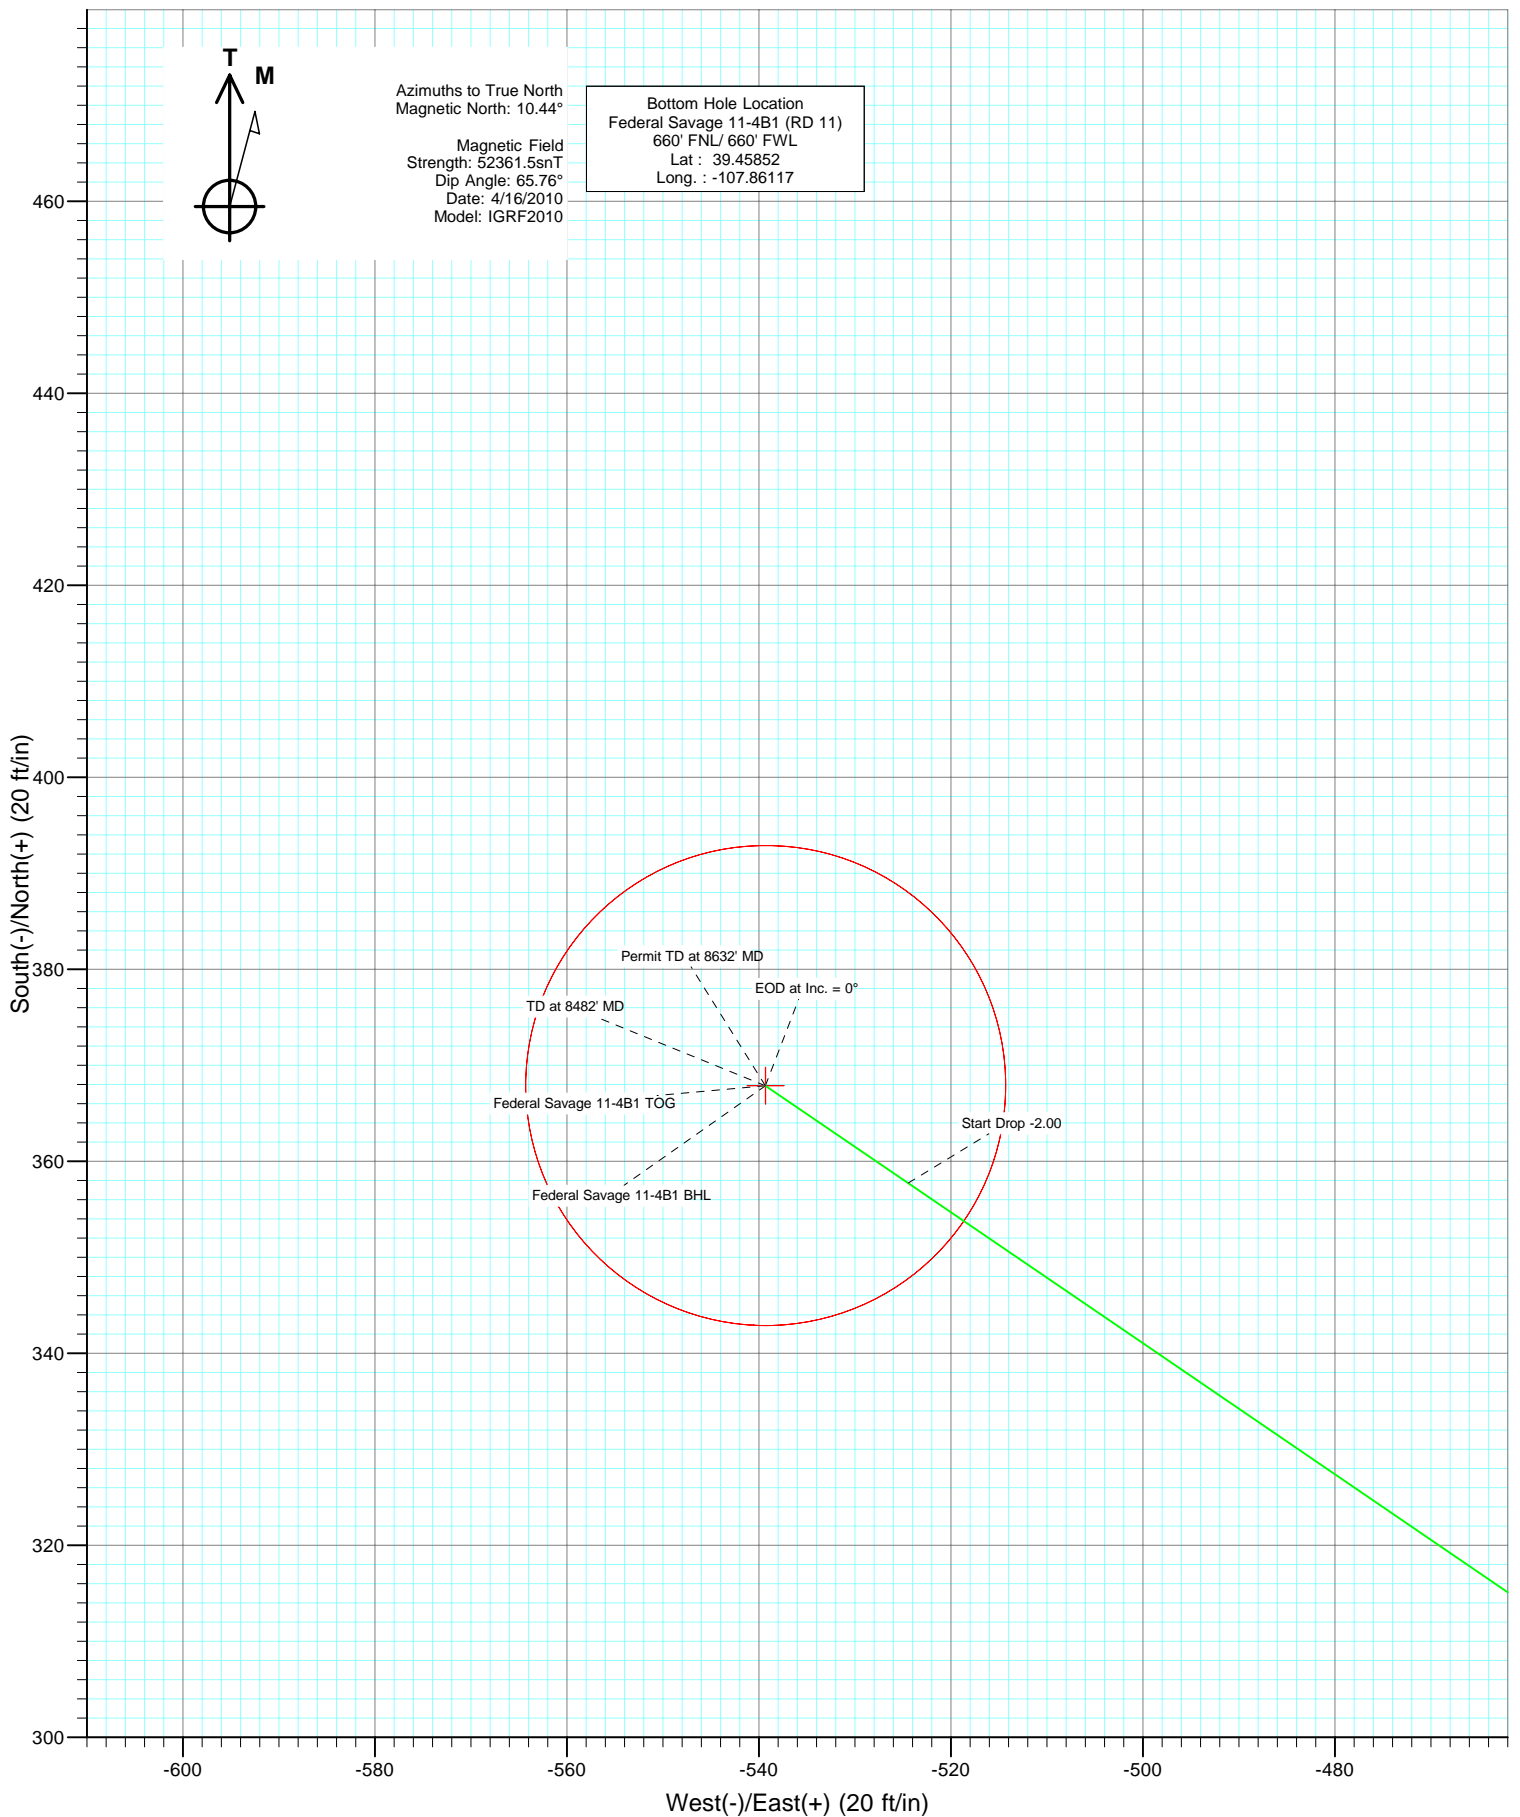 T
M
Azimuths to True North
Magnetic North: 10.44°
Magnetic Field
Strength: 52361.5snT
Dip Angle: 65.76°
Date: 4/16/2010
Model: IGRF2010
Bottom Hole Location
Federal Savage 11-4B1 (RD 11)
660' FNL/ 660' FWL
Lat : 39.45852
Long. : -107.86117
460
440
420
400
380
360
340
320
300
South(-)/North(+) (20 ft/in)
Permit TD at 8632' MD
EOD at Inc. = 0°
TD at 8482' MD
Federal Savage 11-4B1 TOG
Start Drop -2.00
Federal Savage 11-4B1 BHL
-600
-580
-560
-540
-520
-500
-480
West(-)/East(+) (20 ft/in)